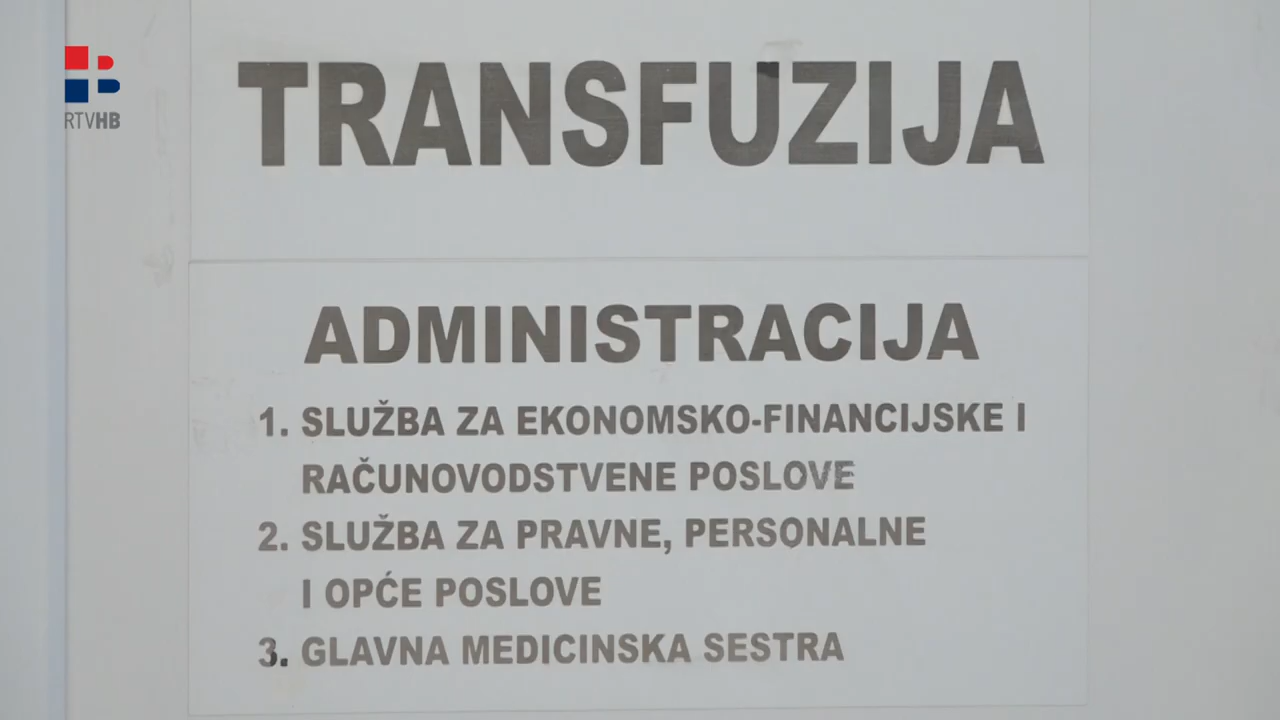 RTVHB
TRANSFUZIJA
ADMINISTRACIJA
1. SLUŽBA ZA EKONOMSKO-FINANCIJSKE I
RAČUNOVODSTVENE POSLOVE
2. SLUŽBA ZA PRAVNE, PERSONALNE
I OPĆE POSLOVE
3. GLAVNA MEDICINSKA SESTRA